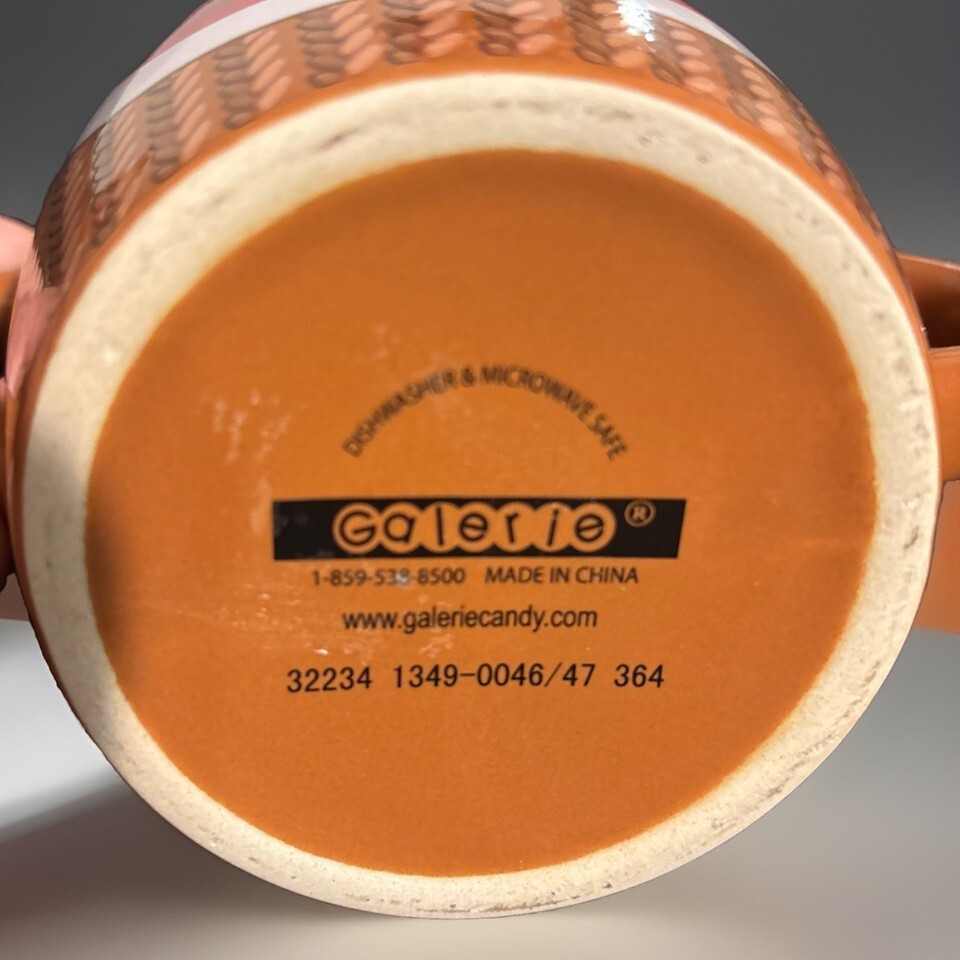 DISHWASHER & MICROWAVE SAFE
Galerie®
1-859-538-8500 MADE IN CHINA
www.galeriecandy.com
32234 1349-0046/47 364